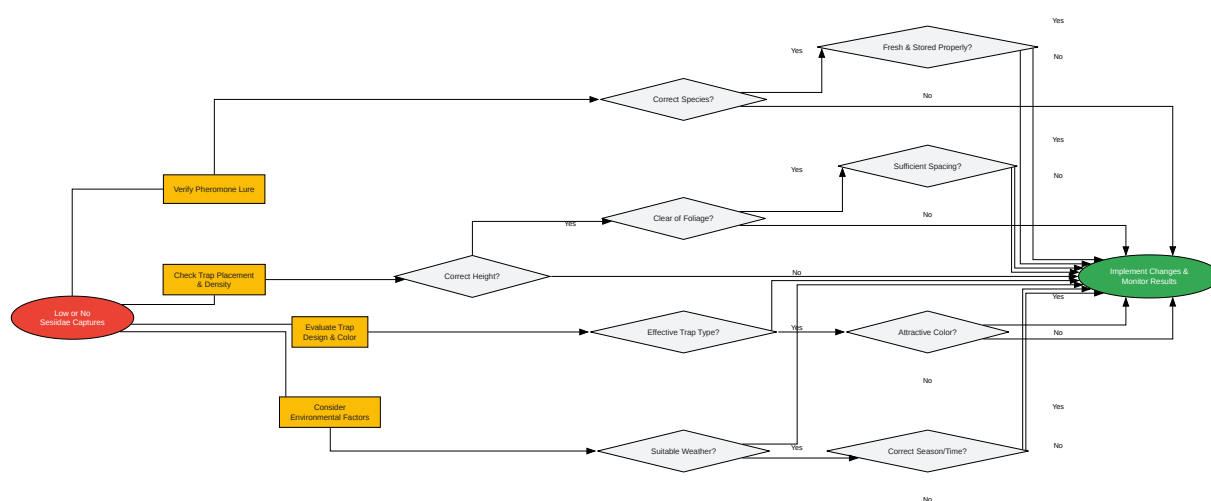 Yes
Fresh & Stored Properly?
Yes
No
Correct Species?
No
Yes
Sufficient Spacing?
Yes
No
Verify Pheromone Lure
Clear of Foliage?
No
Yes
Check Trap Placement
& Density
Correct Height?
No
Implement Changes &
Monitor Results
Yes
Low or No
Sesiidae Captures
Evaluate Trap
Design & Color
Effective Trap Type?
Yes
Attractive Color?
No
No
Consider
Environmental Factors
Yes
Suitable Weather?
Yes
Correct Season/Time?
No
No